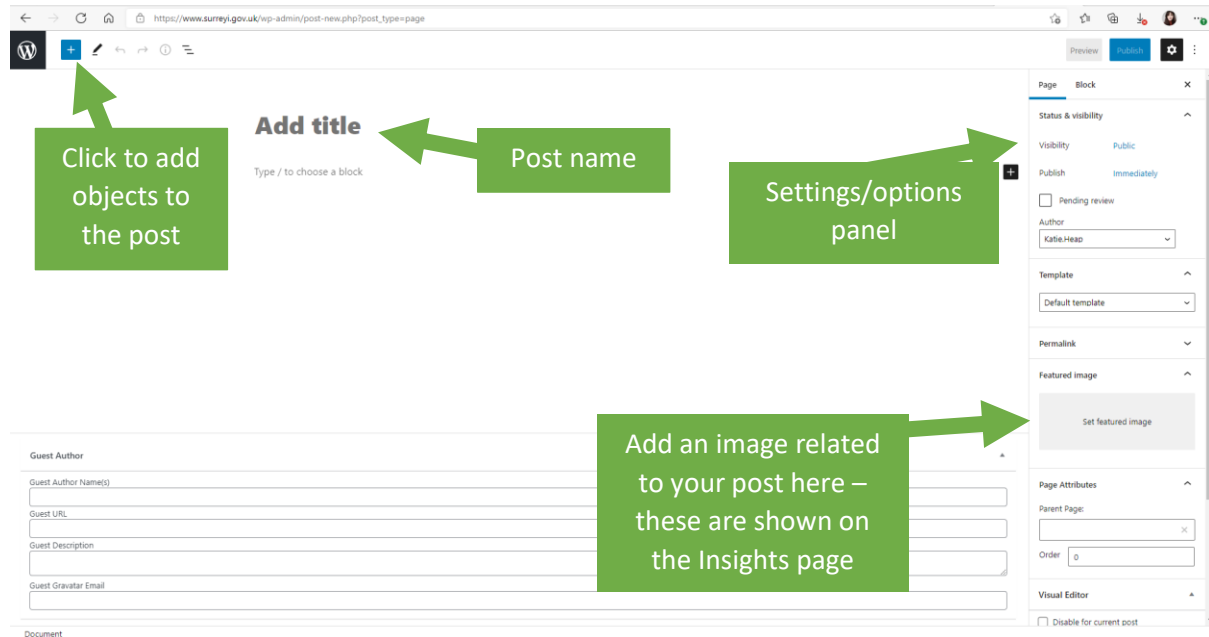 https://www.surreyi.gov.uk/wp-admin/post-new.php?post_type=page
Preview
Publish
Page
Block
Click to add
objects to
the post
Add title
Type / to choose a block
Post name
Settings/options
panel
Status & visibility
Visibility
Public
Publish
Immediately
Pending review
Author
Katie.Heap
Template
Default template
Permalink
Featured image
Set featured image
Add an image related
to your post here –
these are shown on
the Insights page
Page Attributes
Parent Page:
Order
0
Visual Editor
Disable for current post
Guest Author
Guest Author Name(s)
Guest URL
Guest Description
Guest Gravatar Email
Document